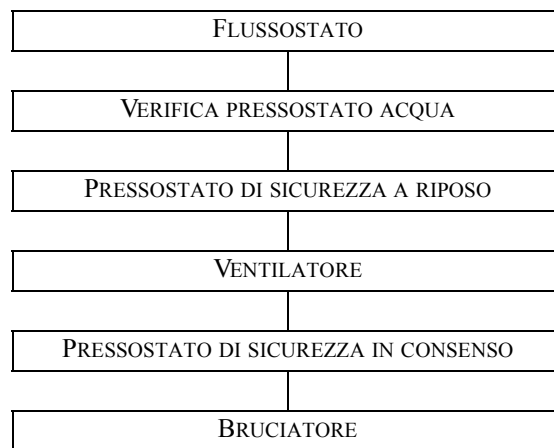 FLUSSOSTATO
VERIFICA PRESSOSTATO ACQUA
PRESSOSTATO DI SICUREZZA A RIPOSO
VENTILATORE
PRESSOSTATO DI SICUREZZA IN CONSENSO
BRUCIATORE